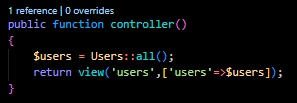 1 reference | 0 overrides
public function controller()
{
    $users = Users::all();
    return view('users',['users'=>$users]);
}